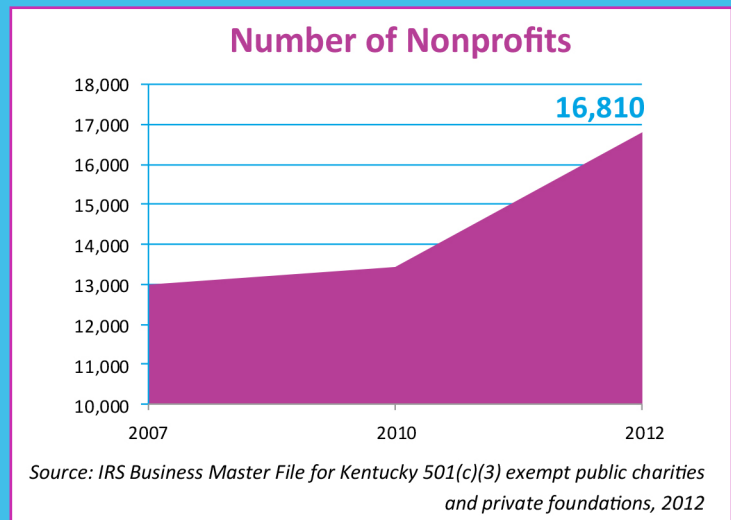 Number of Nonprofits
18,000
16,810
17,000
16,000
15,000
14,000
13,000
12,000
11,000
10,000
2007 2010 2012
Source: IRS Business Master File for Kentucky 501(c)(3) exempt public charities
and private foundations, 2012